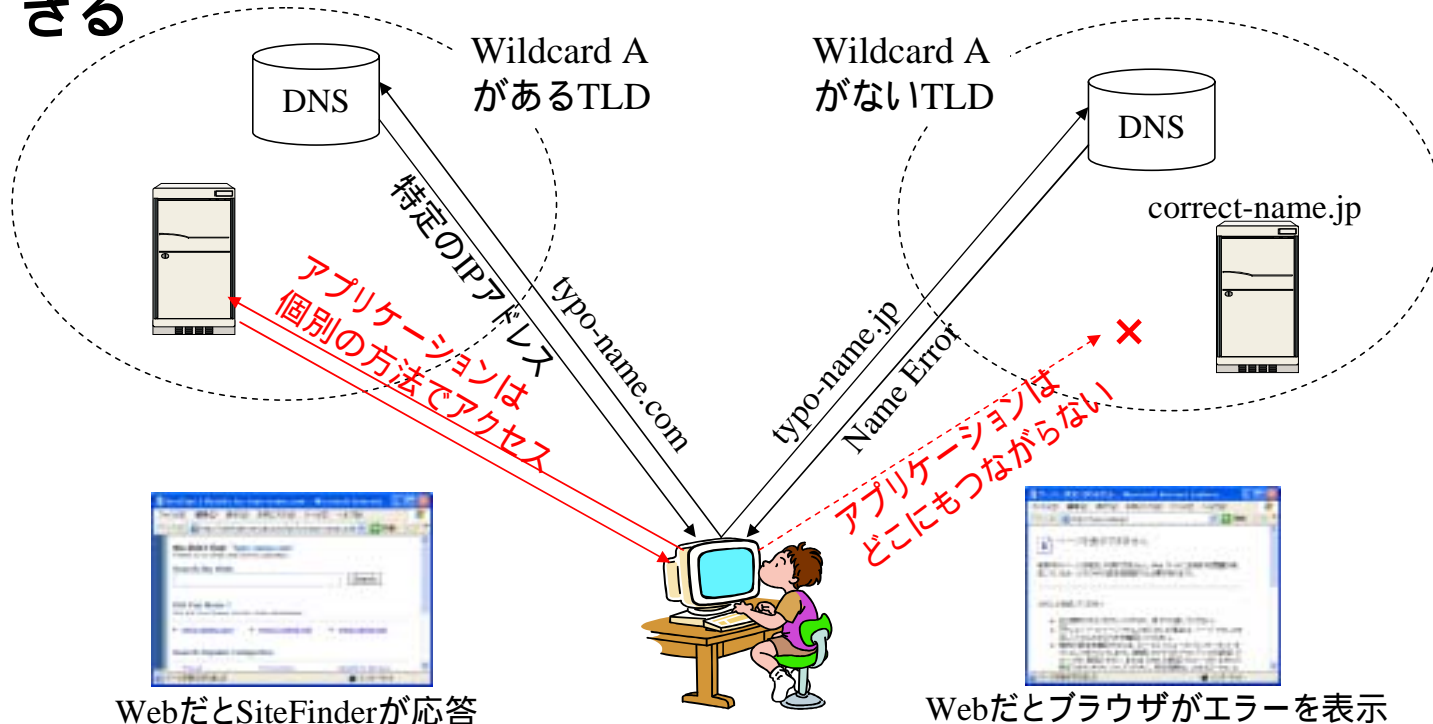 さる
Wildcard A
があるTLD
Wildcard A
がないTLD
DNS
DNS
correct-name.jp
特定のIPアドレス
typo-name.com
アプリケーションは
個別の方法でアクセス
typo-name.jp
Name Error
アプリケーションは
どこにもつながらない
×
WebだとSiteFinderが応答
Webだとブラウザがエラーを表示